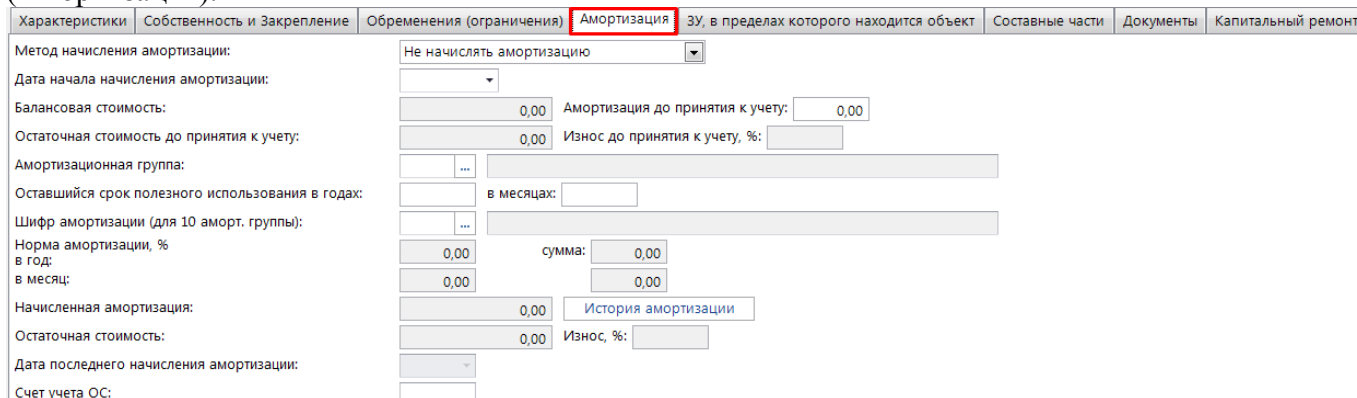 Характеристики Собственность и Закрепление Обременения (ограничения) Амортизация ЗУ, в пределах которого находится объект Составные части Документы Капитальный ремонт
Метод начисления амортизации: Не начислять амортизацию
Дата начала начисления амортизации:
Балансовая стоимость: 0,00 Амортизация до принятия к учету: 0,00
Остаточная стоимость до принятия к учету: 0,00 Износ до принятия к учету, %:
Амортизационная группа: ...
Оставшийся срок полезного использования в годах: в месяцах:
Шифр амортизации (для 10 аморт. группы): ...
Норма амортизации, %
в год: 0,00 сумма: 0,00
в месяц: 0,00 0,00
Начисленная амортизация: 0,00 История амортизации
Остаточная стоимость: 0,00 Износ, %:
Дата последнего начисления амортизации:
Счет учета ОС: